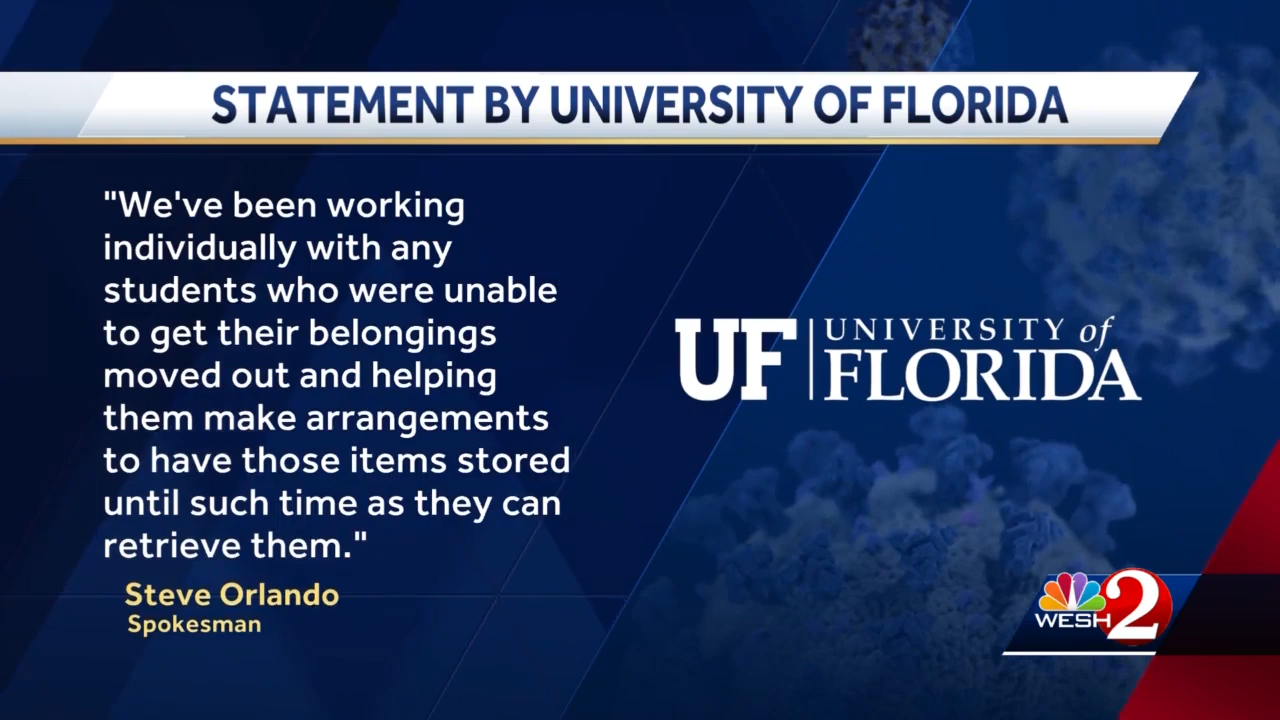 STATEMENT BY UNIVERSITY OF FLORIDA
"We've been working
individually with any
students who were unable
to get their belongings
moved out and helping
them make arrangements
to have those items stored
until such time as they can
retrieve them."
Steve Orlando
Spokesman
UF
UNIVERSITY of
FLORIDA
WESH 2